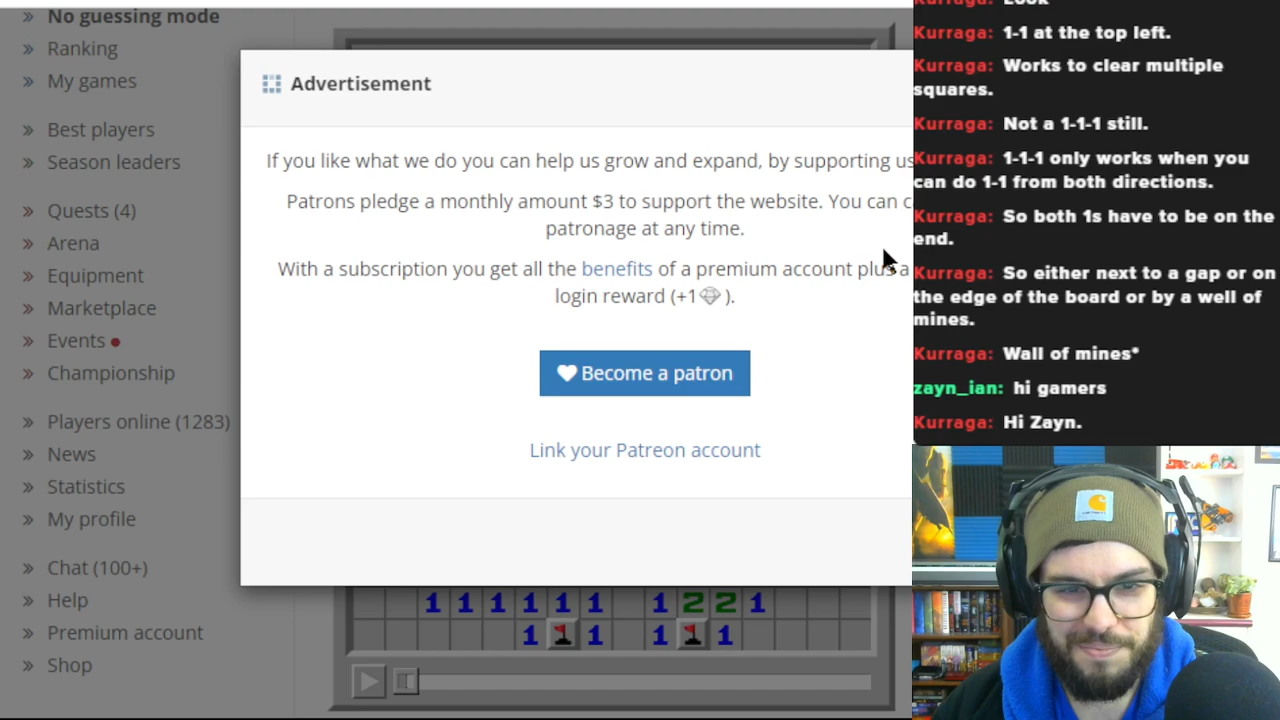 No guessing mode
Ranking
My games
Best players
Season leaders
Quests (4)
Arena
Equipment
Marketplace
Events
Championship
Players online (1283)
News
Statistics
My profile
Chat (100+)
Help
Premium account
Shop
Advertisement
If you like what we do you can help us grow and expand, by supporting us
Patrons pledge a monthly amount $3 to support the website. You can c
patronage at any time.
With a subscription you get all the benefits of a premium account plus a
login reward (+1 ).
Become a patron
Link your Patreon account
1 1 1 1 1 1 1 2 2 1
1 1 1 1
Kurraga: Look
Kurraga: 1-1 at the top left.
Kurraga: Works to clear multiple
squares.
Kurraga: Not a 1-1-1 still.
Kurraga: 1-1-1 only works when you
can do 1-1 from both directions.
Kurraga: So both 1s have to be on the
end.
Kurraga: So either next to a gap or on
the edge of the board or by a well of
mines.
Kurraga: Wall of mines*
zayn_ian: hi gamers
Kurraga: Hi Zayn.